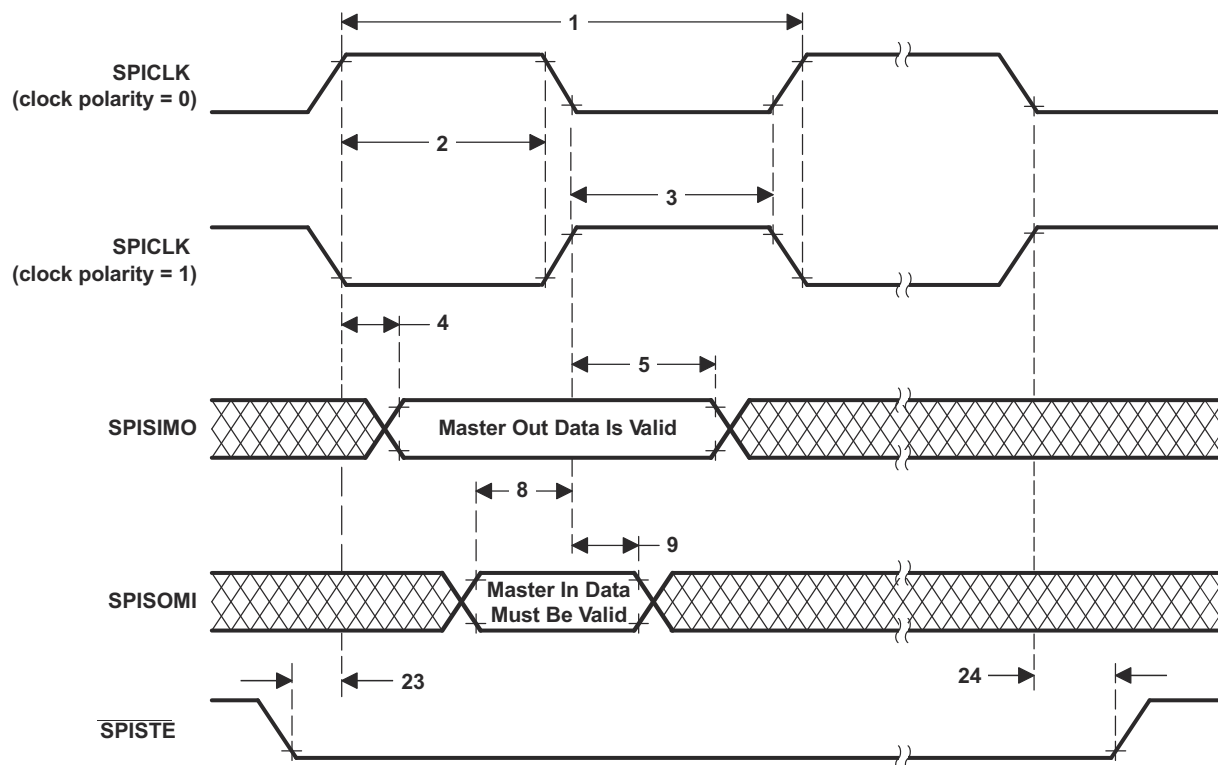 1
SPICLK
(clock polarity = 0)
2
3
SPICLK
(clock polarity = 1)
4
5
SPISIMO
Master Out Data Is Valid
8
9
SPISOMI
Master In Data
Must Be Valid
23
24
SPISTE